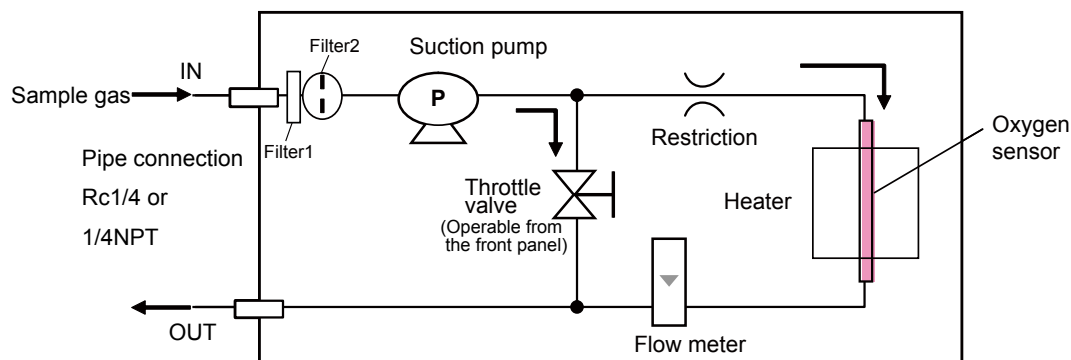 Filter2
Suction pump
IN
Sample gas
P
Filter1
Restriction
Oxygen
sensor
Pipe connection
Rc1/4 or
1/4NPT
Throttle
valve
(Operable from
the front panel)
Heater
OUT
Flow meter